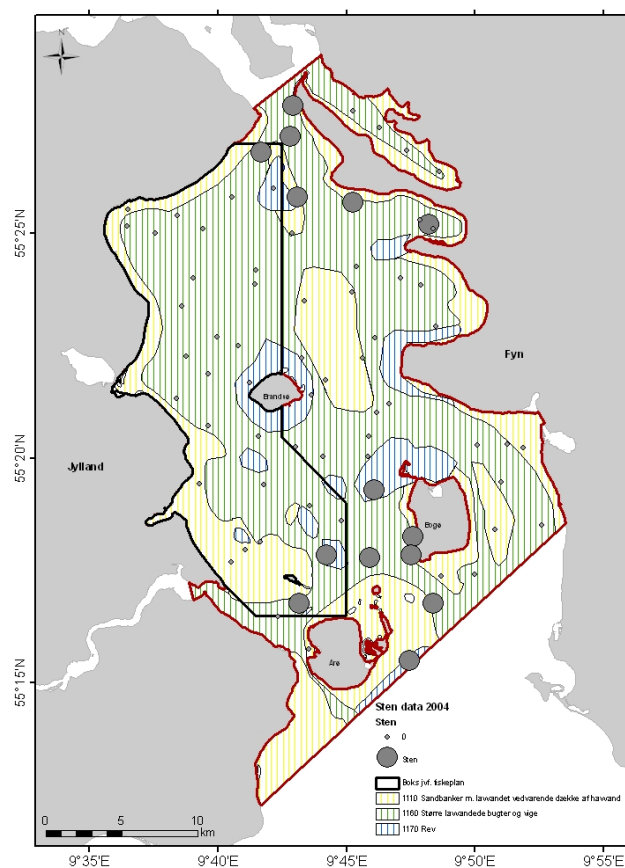 N
55°25'N
Fyn
Brandsø
Jylland
55°20'N
Bågø
Årø
55°15'N
Sten data 2004
Sten
0
Sten
Boks jvf. fiskeplan
1110 Sandbanker m. lavvandet vedvarende dække af havvand
1160 Større lavvandede bugter og vige
1170 Rev
0 5 10
km
9°35'E 9°40'E 9°45'E 9°50'E 9°55'E